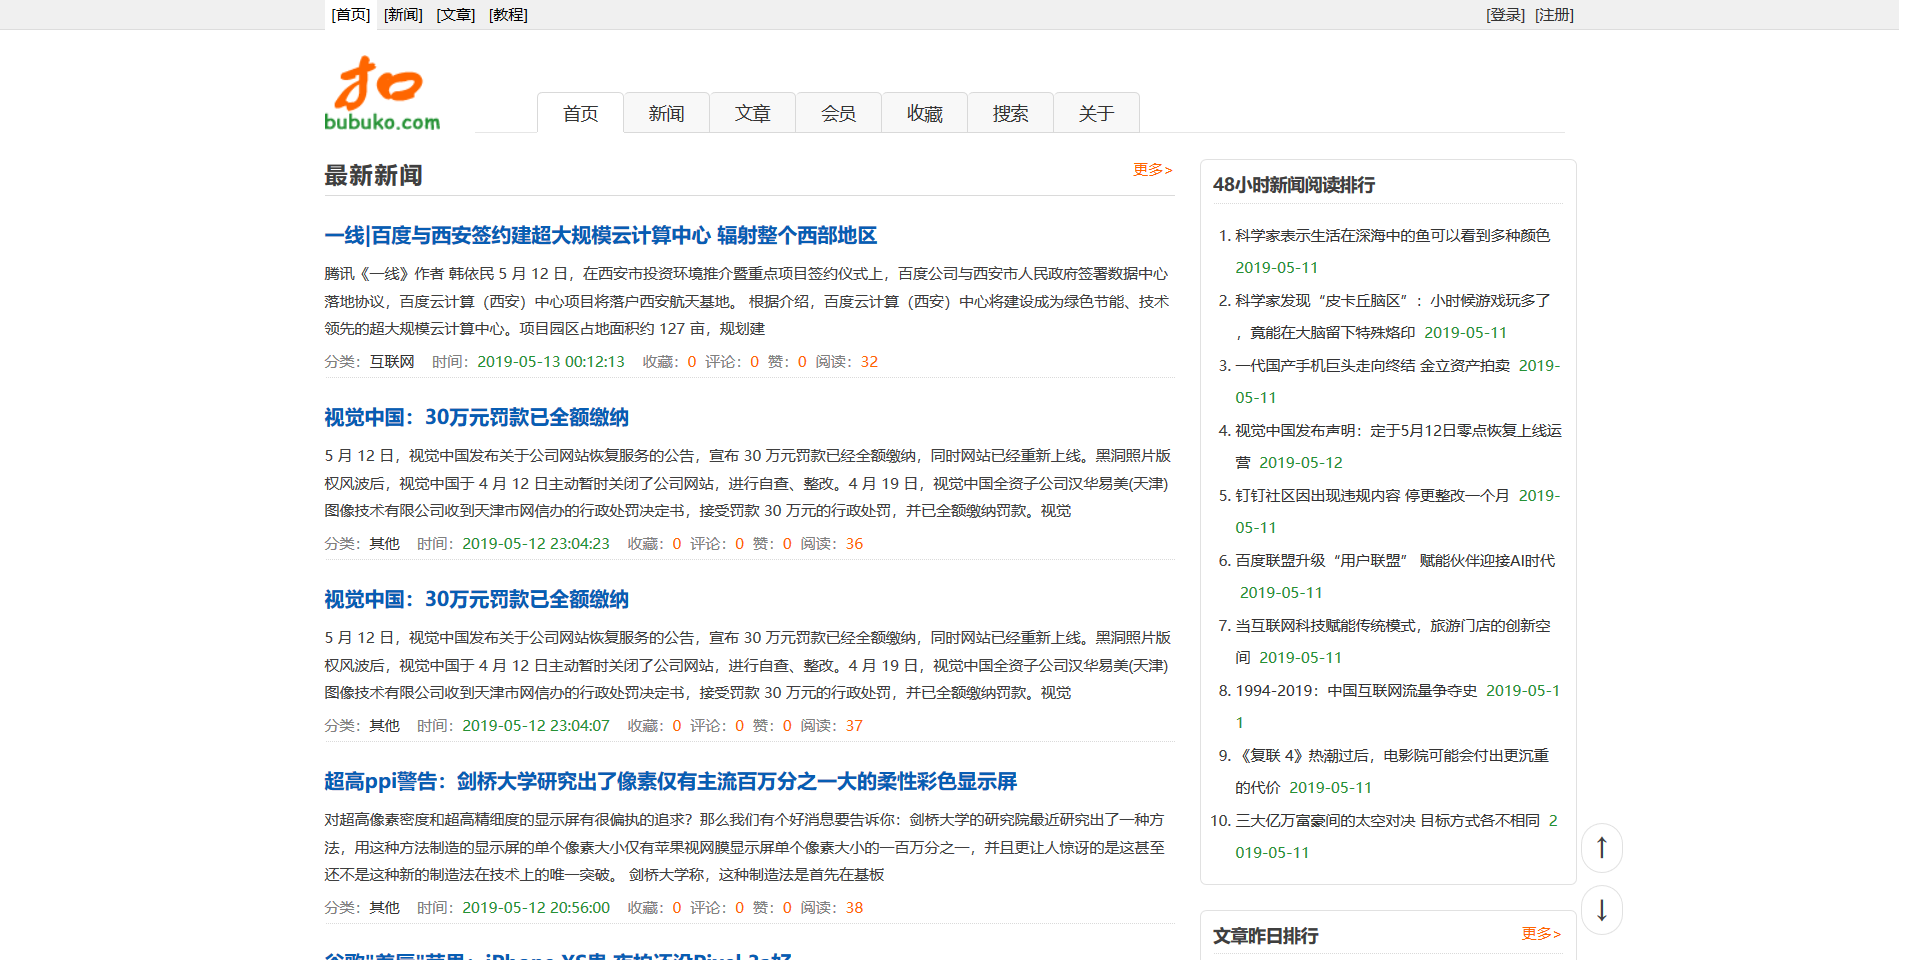 [首页] [新闻] [文章] [教程] [登录] [注册]
扣
bubuko.com
首页 新闻 文章 会员 收藏 搜索 关于
最新新闻 更多>
一线|百度与西安签约建超大规模云计算中心 辐射整个西部地区
腾讯《一线》作者 韩依民 5 月 12 日，在西安市投资环境推介暨重点项目签约仪式上，百度公司与西安市人民政府签署数据中心
落地协议，百度云计算（西安）中心项目将落户西安航天基地。 根据介绍，百度云计算（西安）中心将建设成为绿色节能、技术
领先的超大规模云计算中心。项目园区占地面积约 127 亩，规划建
分类：互联网 时间：2019-05-13 00:12:13 收藏：0 评论：0 赞：0 阅读：32
视觉中国：30万元罚款已全额缴纳
5 月 12 日，视觉中国发布关于公司网站恢复服务的公告，宣布 30 万元罚款已经全额缴纳，同时网站已经重新上线。黑洞照片版
权风波后，视觉中国于 4 月 12 日主动暂时关闭了公司网站，进行自查、整改。4 月 19 日，视觉中国全资子公司汉华易美(天津)
图像技术有限公司收到天津市网信办的行政处罚决定书，接受罚款 30 万元的行政处罚，并已全额缴纳罚款。视觉
分类：其他 时间：2019-05-12 23:04:23 收藏：0 评论：0 赞：0 阅读：36
视觉中国：30万元罚款已全额缴纳
5 月 12 日，视觉中国发布关于公司网站恢复服务的公告，宣布 30 万元罚款已经全额缴纳，同时网站已经重新上线。黑洞照片版
权风波后，视觉中国于 4 月 12 日主动暂时关闭了公司网站，进行自查、整改。4 月 19 日，视觉中国全资子公司汉华易美(天津)
图像技术有限公司收到天津市网信办的行政处罚决定书，接受罚款 30 万元的行政处罚，并已全额缴纳罚款。视觉
分类：其他 时间：2019-05-12 23:04:07 收藏：0 评论：0 赞：0 阅读：37
超高ppi警告：剑桥大学研究出了像素仅有主流百万分之一大的柔性彩色显示屏
对超高像素密度和超高精细度的显示屏有很偏执的追求？那么我们有个好消息要告诉你：剑桥大学的研究院最近研究出了一种方
法，用这种方法制造的显示屏的单个像素大小仅有苹果视网膜显示屏单个像素大小的一百万分之一，并且更让人惊讶的是这甚至
还不是这种新的制造法在技术上的唯一突破。 剑桥大学称，这种制造法是首先在基板
分类：其他 时间：2019-05-12 20:56:00 收藏：0 评论：0 赞：0 阅读：38
48小时新闻阅读排行
1. 科学家表示生活在深海中的鱼可以看到多种颜色
2019-05-11
2. 科学家发现“皮卡丘脑区”：小时候游戏玩多了
，竟能在大脑留下特殊烙印 2019-05-11
3. 一代国产手机巨头走向终结 金立资产拍卖 2019-
05-11
4. 视觉中国发布声明：定于5月12日零点恢复上线运
营 2019-05-12
5. 钉钉社区因出现违规内容 停更整改一个月 2019-
05-11
6. 百度联盟升级“用户联盟” 赋能伙伴迎接AI时代
2019-05-11
7. 当互联网科技赋能传统模式，旅游门店的创新空
间 2019-05-11
8. 1994-2019：中国互联网流量争夺史 2019-05-1
1
9. 《复联 4》热潮过后，电影院可能会付出更沉重
的代价 2019-05-11
10. 三大亿万富豪间的太空对决 目标方式各不相同 2
019-05-11
↑
↓
文章昨日排行 更多>